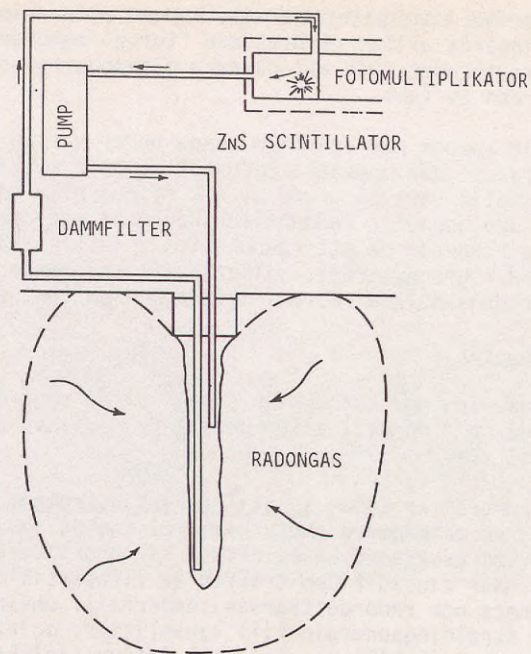 FOTOMULTIPLIKATOR
PUMP
ZnS SCINTILLATOR
DAMMFILTER
RADONGAS